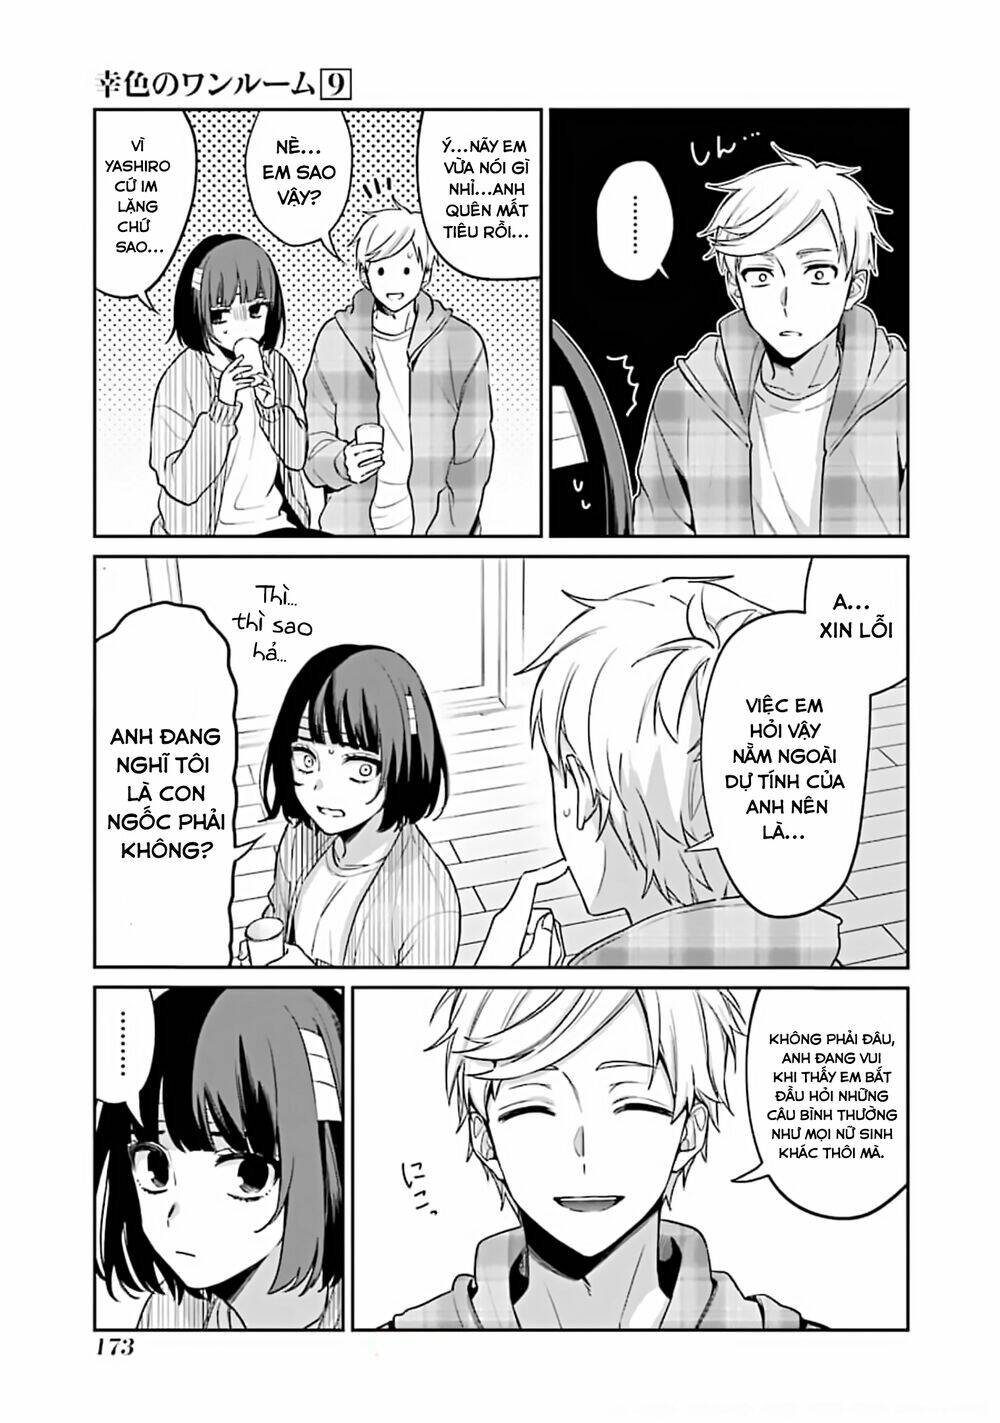 幸色のワンルーム 9
しん…
………
Ý…NÃY EM
VỪA NÓI GÌ
NHỈ…ANH
QUÊN MẤT
TIÊU RỒI…
NÈ…
EM SAO
VẬY?
VÌ
YASHIRO
CỨ IM
LẶNG
CHỨ
SAO…
A…
XIN LỖI
VIỆC EM
HỎI VẬY
NẰM NGOÀI
DỰ TÍNH CỦA
ANH NÊN
LÀ…
Thì…
thì sao
hả…
ANH ĐANG
NGHĨ TÔI
LÀ CON
NGỐC PHẢI
KHÔNG?
KHÔNG PHẢI ĐÂU,
ANH ĐANG VUI
KHI THẤY EM BẮT
ĐẦU HỎI NHỮNG
CÂU BÌNH THƯỜNG
NHƯ MỌI NỮ SINH
KHÁC THÔI MÀ.
にこっ
………
173